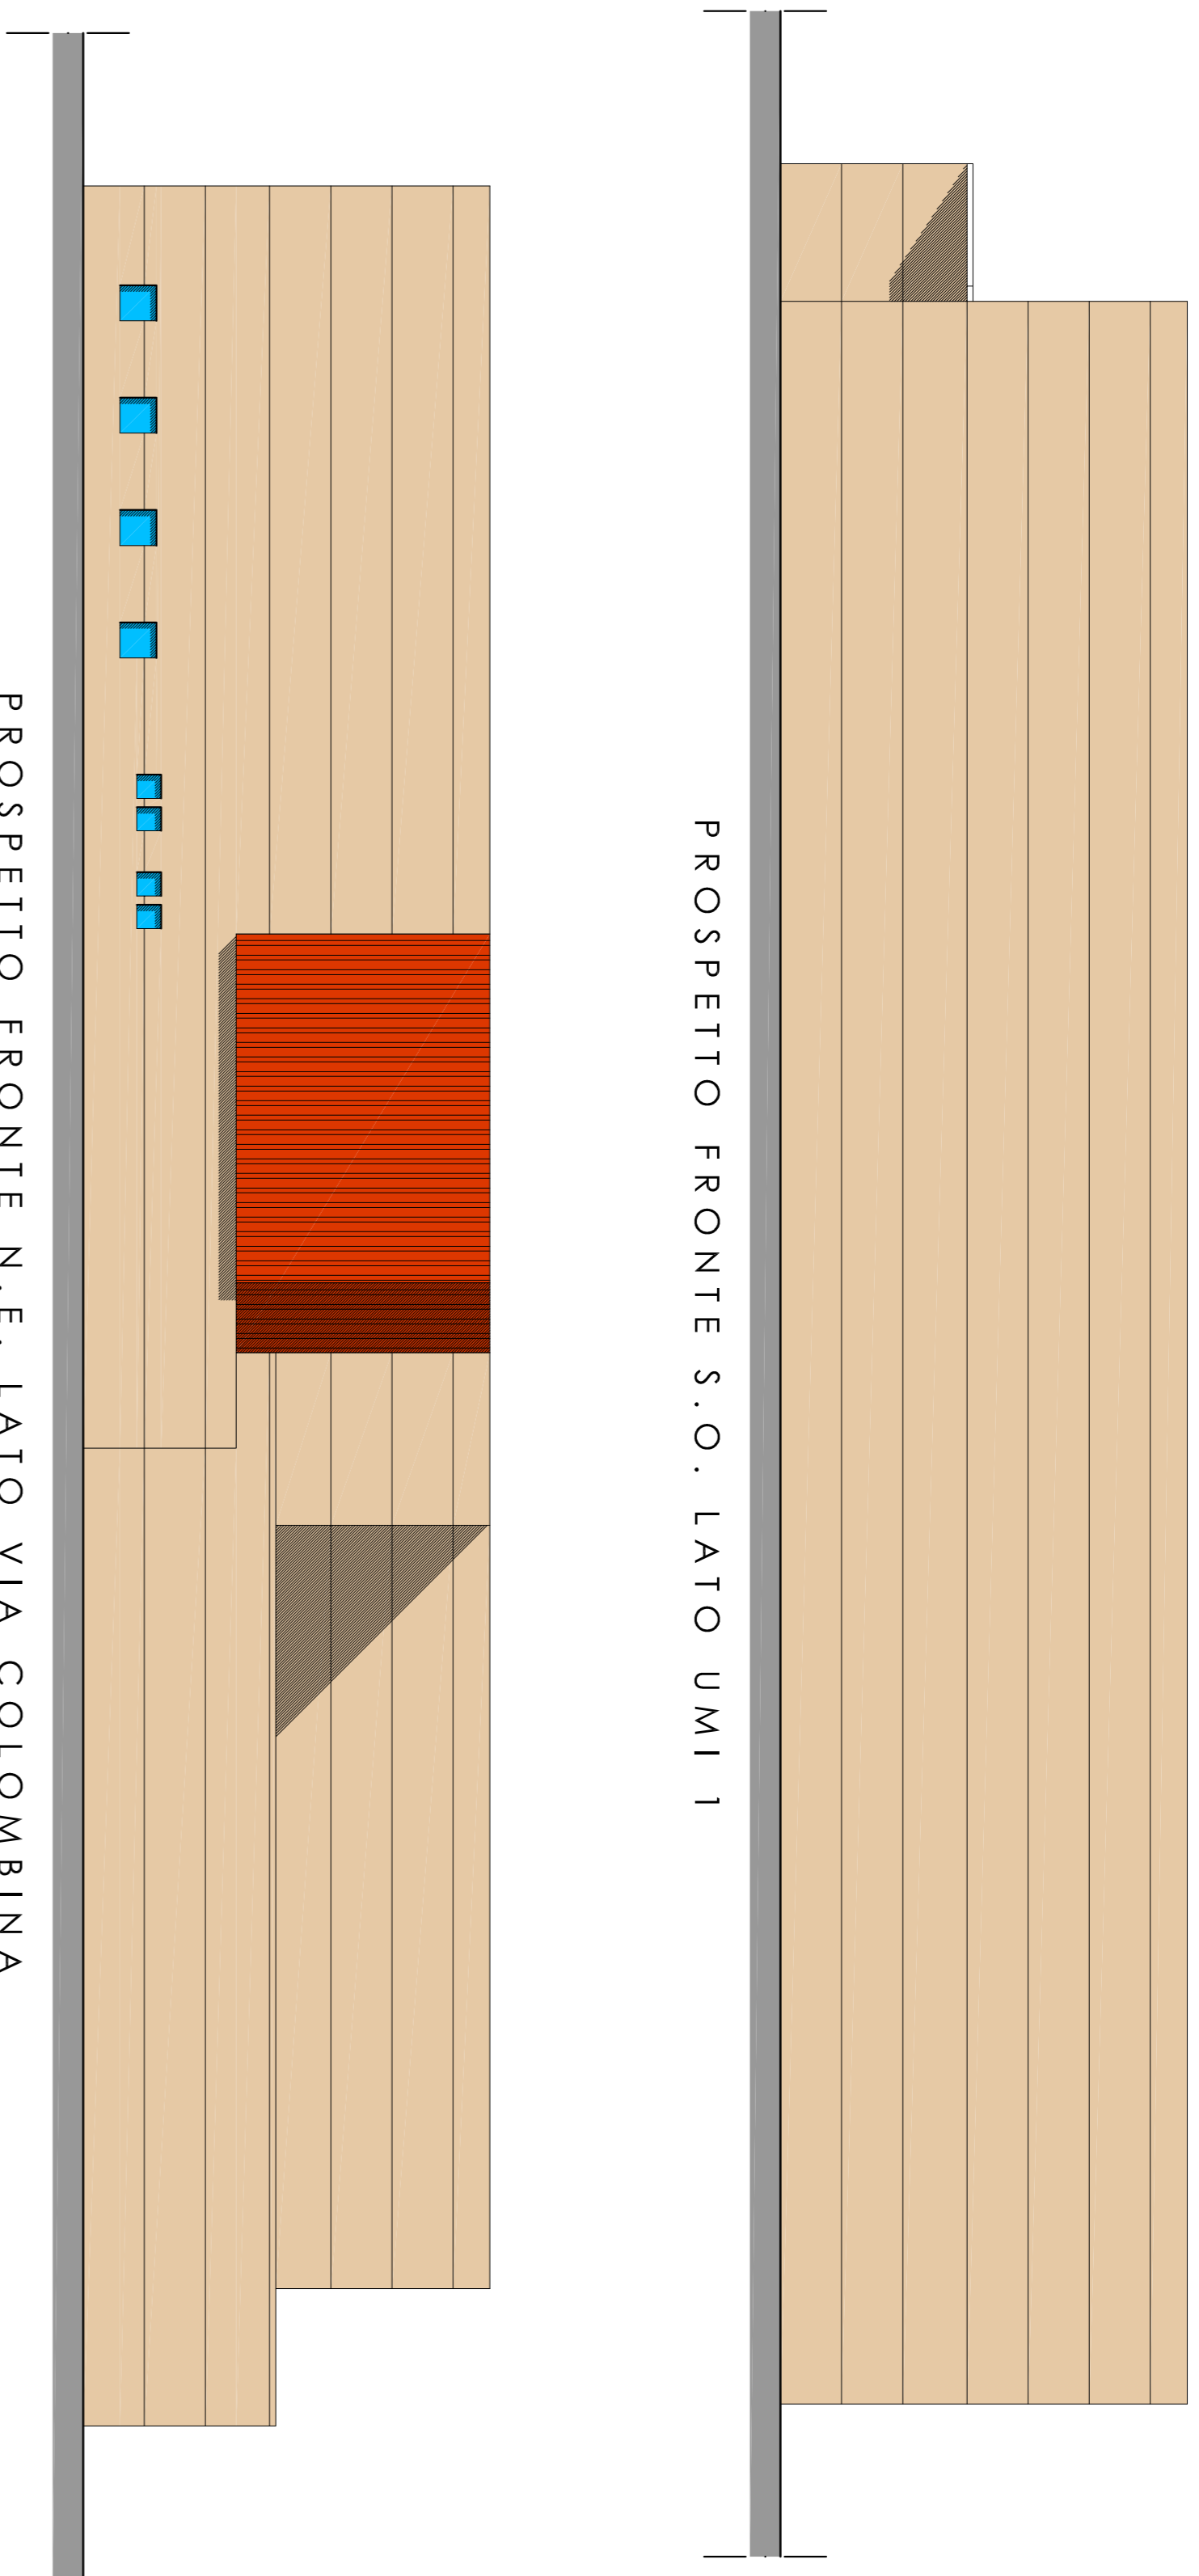 PROSPETTO FRONTE S.O. LATO UMI 1
PROSPETTO FRONTE N.E. LATO VIA COLOMBINA